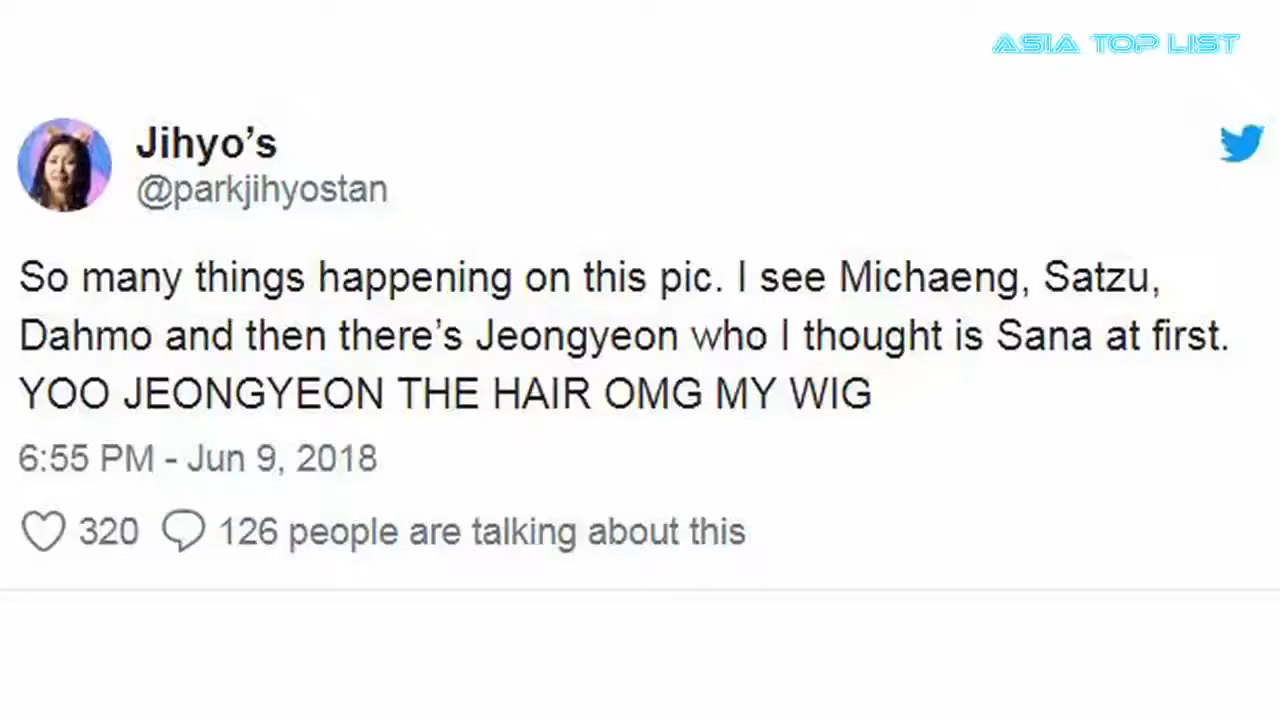 ASIA TOP LIST
Jihyo’s
@parkjihyostan
So many things happening on this pic. I see Michaeng, Satzu,
Dahmo and then there’s Jeongyeon who I thought is Sana at first.
YOO JEONGYEON THE HAIR OMG MY WIG
6:55 PM - Jun 9, 2018
320 126 people are talking about this